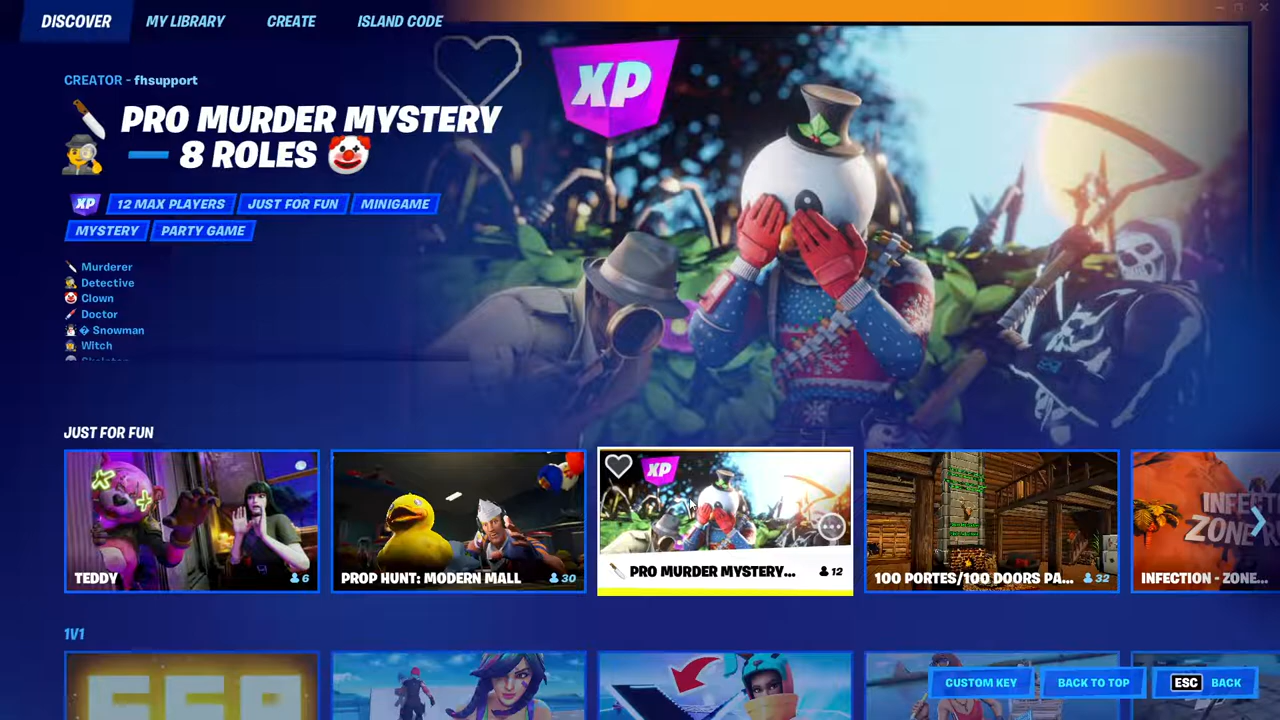 DISCOVER
MY LIBRARY
CREATE
ISLAND CODE
CREATOR - fhsupport
XP
PRO MURDER MYSTERY
8 ROLES
XP
12 MAX PLAYERS
JUST FOR FUN
MINIGAME
MYSTERY
PARTY GAME
Murderer
Detective
Clown
Doctor
Snowman
Witch
JUST FOR FUN
XP
TEDDY
6
PROP HUNT: MODERN MALL
30
PRO MURDER MYSTERY...
12
100 PORTES/100 DOORS PA...
32
INFECTION - ZONE...
1V1
CUSTOM KEY
BACK TO TOP
ESC BACK